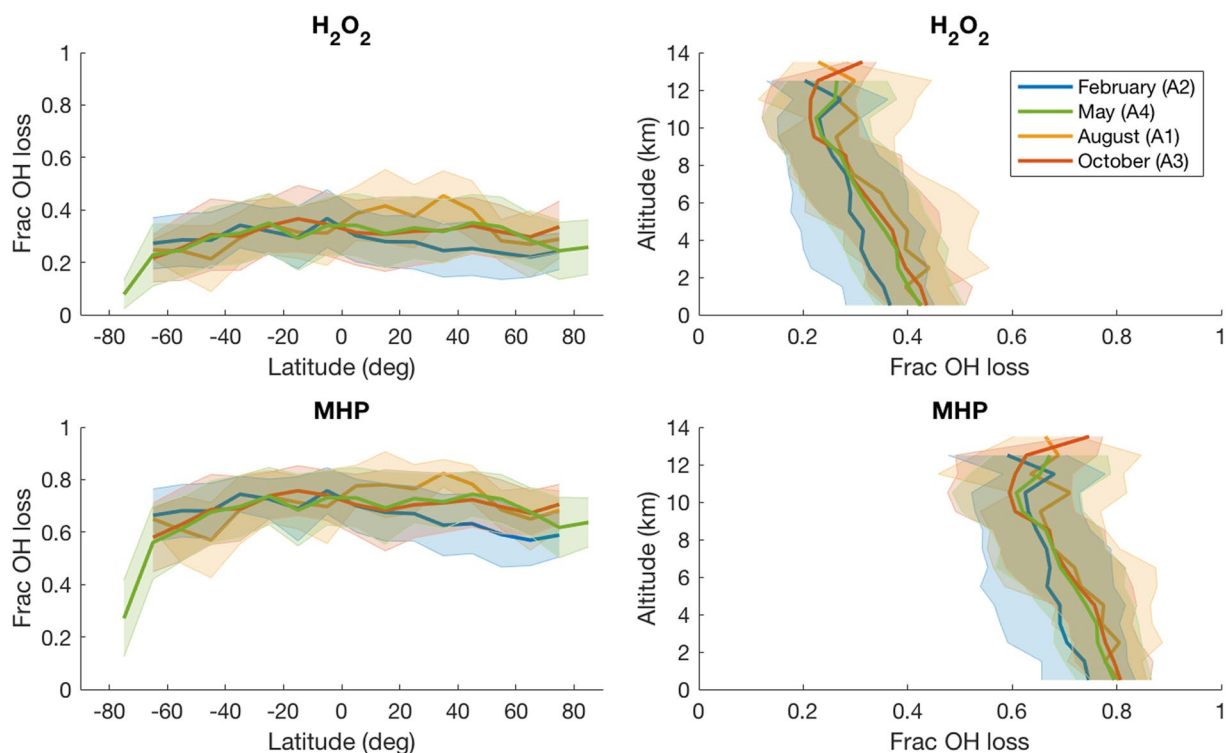 H2O2
Frac OH loss
1
0.8
0.6
0.4
0.2
0
-80 -60 -40 -20 0 20 40 60 80
Latitude (deg)
H2O2
Altitude (km)
14
12
10
8
6
4
2
0
0 0.2 0.4 0.6 0.8 1
Frac OH loss
February (A2)
May (A4)
August (A1)
October (A3)
MHP
Frac OH loss
1
0.8
0.6
0.4
0.2
0
-80 -60 -40 -20 0 20 40 60 80
Latitude (deg)
MHP
Altitude (km)
14
12
10
8
6
4
2
0
0 0.2 0.4 0.6 0.8 1
Frac OH loss